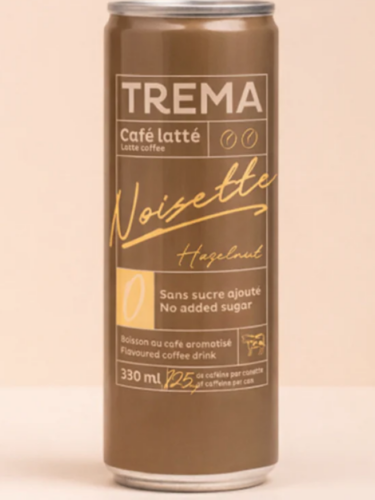 TREMA
Café latté
Latte coffee
Noisette
Hazelnut
0
Sans sucre ajouté
No added sugar
Boisson au café aromatisé
Flavoured coffee drink
330 ml
de caféine par canette
of caffeine per can